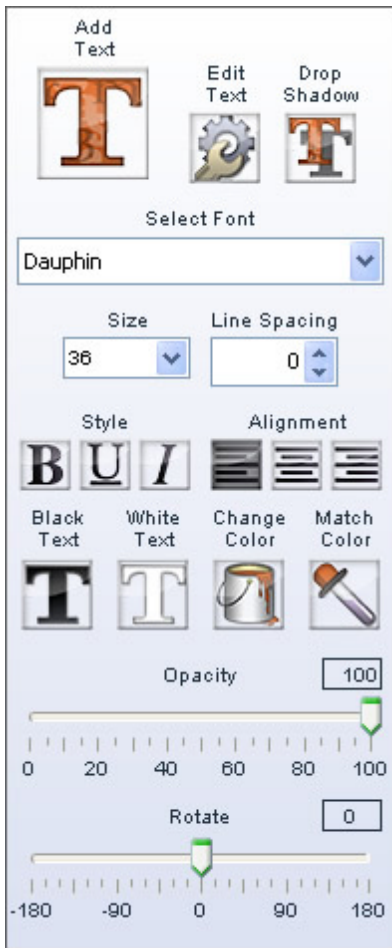 Add
Text
Edit
Text
Drop
Shadow
Select Font
Dauphin
Size
Line Spacing
36
0
Style
Alignment
B U I
Black
Text
White
Text
Change
Color
Match
Color
Opacity
100
0 20 40 60 80 100
Rotate
0
-180 -90 0 90 180